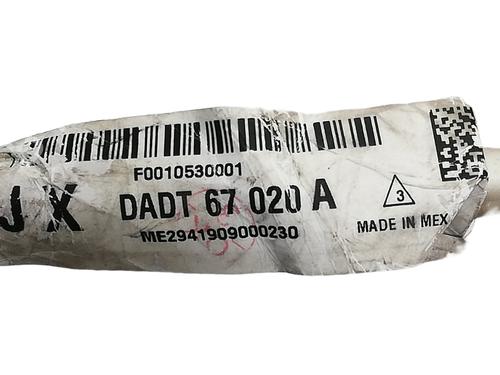 F0010530001
J X DADT 67 020 A
3
ME2941909000230
MADE IN MEX